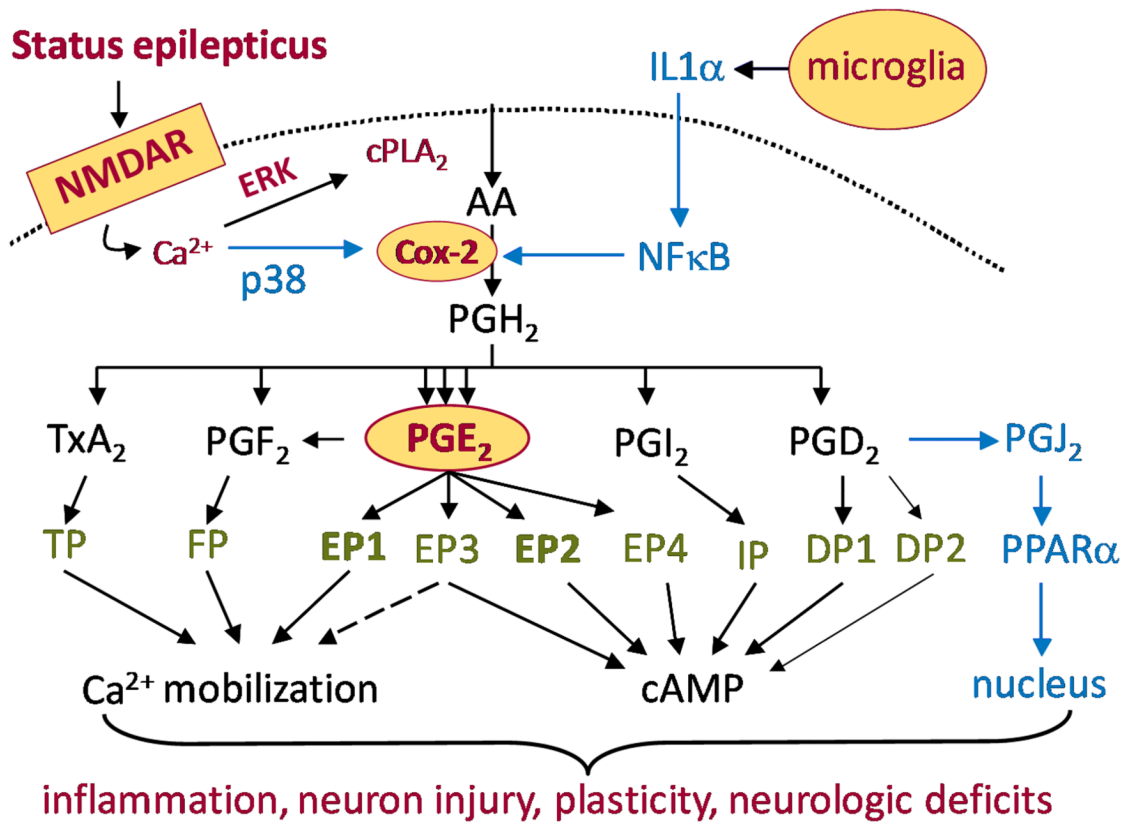 Status epilepticus
IL1α
microglia
NMDAR
ERK
cPLA₂
AA
Ca²⁺
p38
Cox-2
NFκB
PGH₂
TxA₂
PGF₂
PGE₂
PGI₂
PGD₂
PGJ₂
TP
FP
EP1
EP3
EP2
EP4
IP
DP1
DP2
PPARα
Ca²⁺ mobilization
cAMP
nucleus
inflammation, neuron injury, plasticity, neurologic deficits